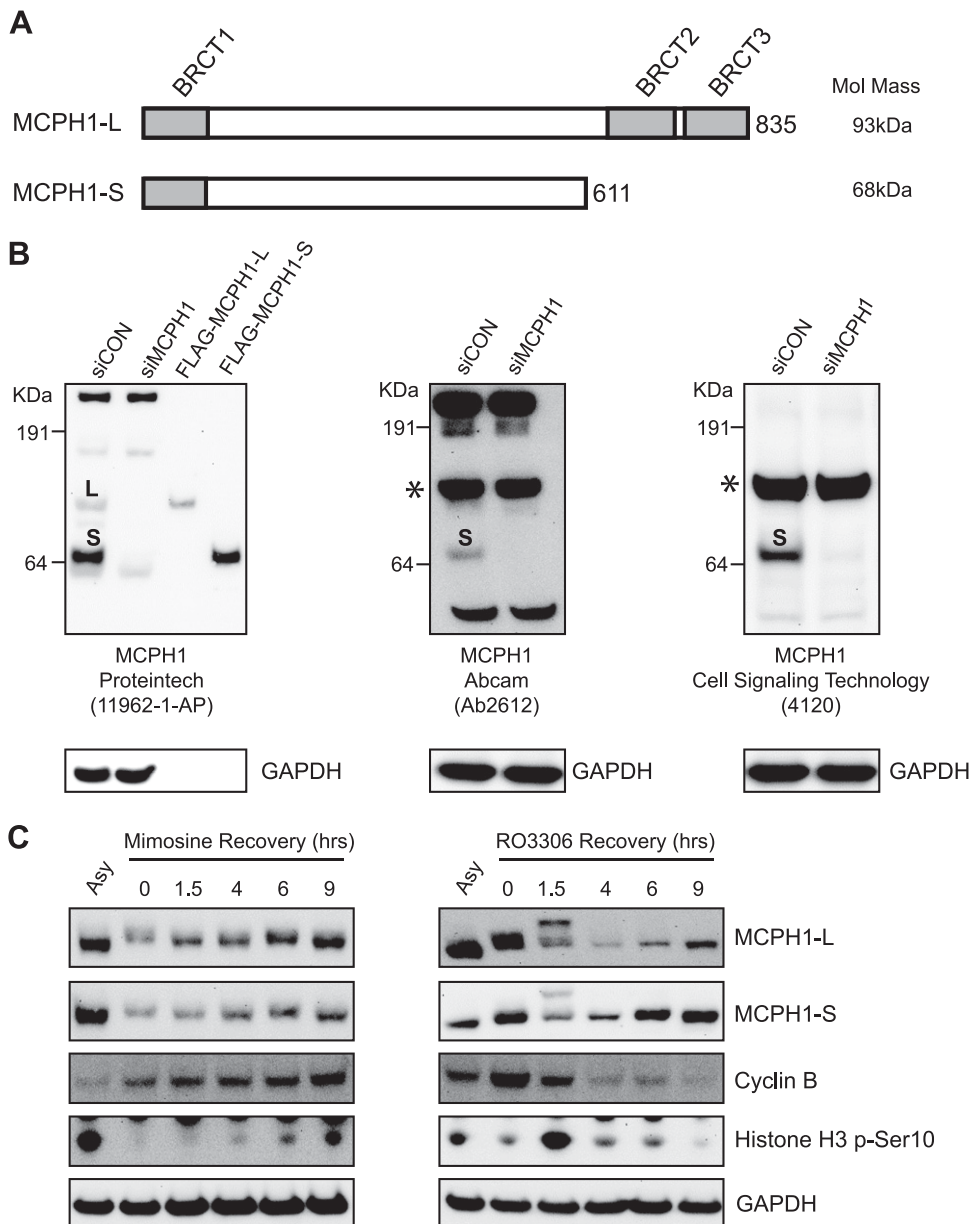 A
BRCT1
BRCT2
BRCT3
Mol Mass
MCPH1-L
835
93kDa
MCPH1-S
611
68kDa
B
siCON
siMCPH1
FLAG-MCPH1-L
FLAG-MCPH1-S
KDa
191
L
S
64
MCPH1
Proteintech
(11962-1-AP)
GAPDH
siCON
siMCPH1
KDa
191
*
S
64
MCPH1
Abcam
(Ab2612)
GAPDH
siCON
siMCPH1
KDa
191
*
S
64
MCPH1
Cell Signaling Technology
(4120)
GAPDH
C
Asy
Mimosine Recovery (hrs)
0 1.5 4 6 9
Asy
RO3306 Recovery (hrs)
0 1.5 4 6 9
MCPH1-L
MCPH1-S
Cyclin B
Histone H3 p-Ser10
GAPDH